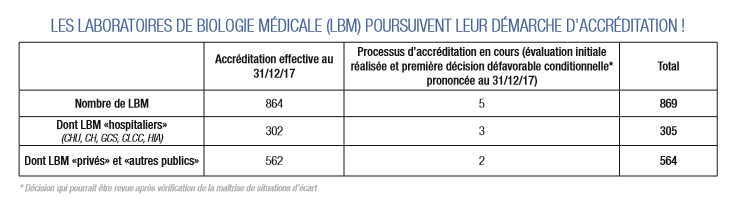 LES LABORATOIRES DE BIOLOGIE MÉDICALE (LBM) POURSUIVENT LEUR DÉMARCHE D'ACCRÉDITATION !
Accréditation effective au
31/12/17
Processus d'accréditation en cours (évaluation initiale
réalisée et première décision défavorable conditionnelle*
prononcée au 31/12/17)
Total
Nombre de LBM 864 5 869
Dont LBM «hospitaliers»
(CHU, CH, GCS, CLCC, HIA)
302 3 305
Dont LBM «privés» et «autres publics» 562 2 564
* Décision qui pourrait être revue après vérification de la maîtrise de situations d'écart